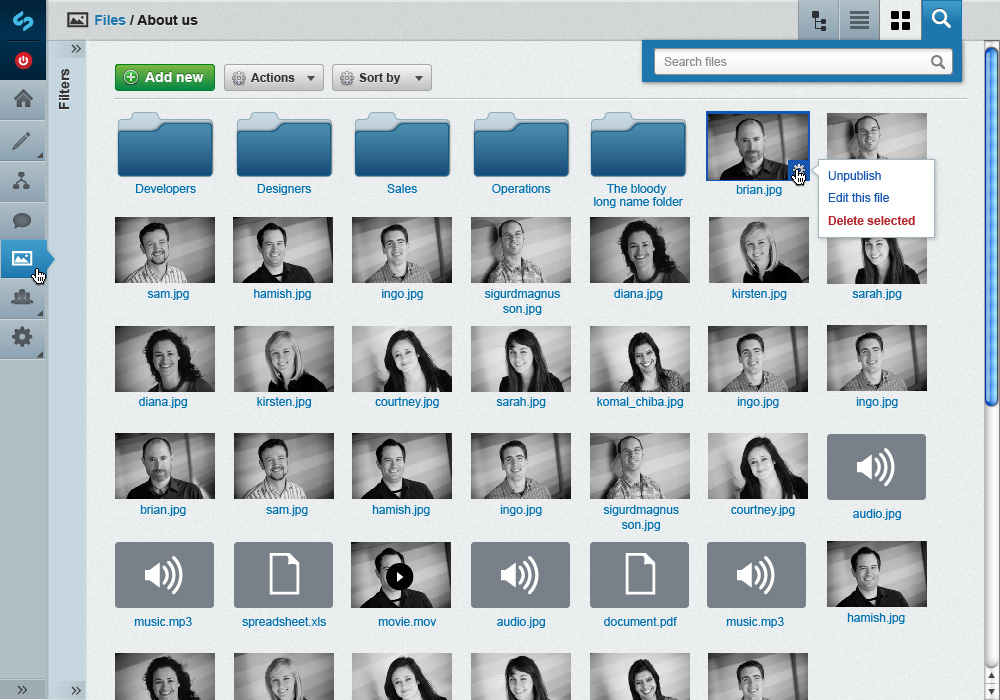 Files / About us
Search files
Filters
Add new
Actions
Sort by
Developers
Designers
Sales
Operations
The bloody
long name folder
brian.jpg
Unpublish
Edit this file
Delete selected
sam.jpg
hamish.jpg
ingo.jpg
sigurdmagnus
son.jpg
diana.jpg
kirsten.jpg
sarah.jpg
diana.jpg
kirsten.jpg
courtney.jpg
sarah.jpg
komal_chiba.jpg
ingo.jpg
ingo.jpg
brian.jpg
sam.jpg
hamish.jpg
ingo.jpg
sigurdmagnus
son.jpg
courtney.jpg
audio.jpg
music.mp3
spreadsheet.xls
movie.mov
audio.jpg
document.pdf
music.mp3
hamish.jpg